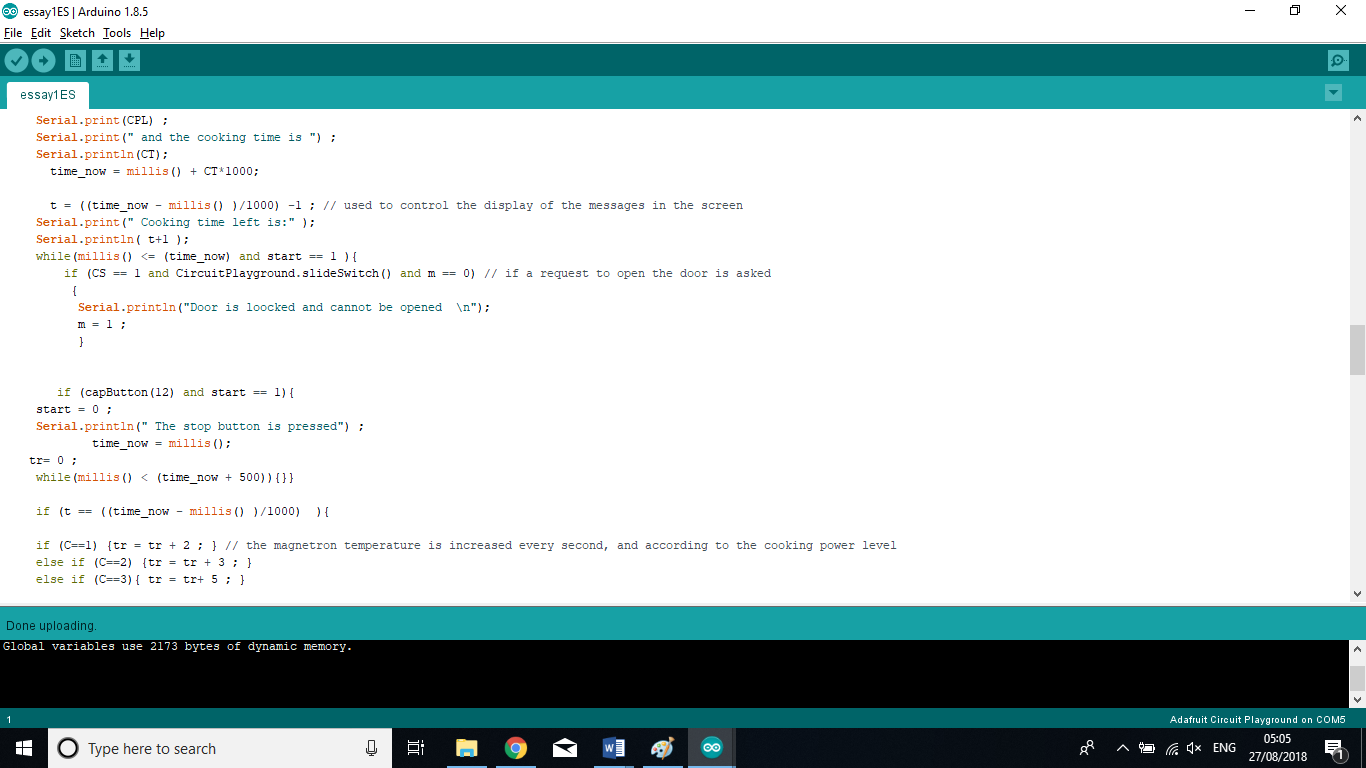 essay1ES | Arduino 1.8.5
File Edit Sketch Tools Help
essay1ES
Serial.print(CPL) ;
Serial.print(" and the cooking time is ") ;
Serial.println(CT);
time_now = millis() + CT*1000;
t = ((time_now - millis() )/1000) -1 ; // used to control the display of the messages in the screen
Serial.print(" Cooking time left is:" );
Serial.println( t+1 );
while(millis() <= (time_now) and start == 1 ){
if (CS == 1 and CircuitPlayground.slideSwitch() and m == 0) // if a request to open the door is asked
{
Serial.println("Door is loocked and cannot be opened  \n");
m = 1 ;
}
if (capButton(12) and start == 1){
start = 0 ;
Serial.println(" The stop button is pressed") ;
time_now = millis();
tr= 0 ;
while(millis() < (time_now + 500)){}}
if (t == ((time_now - millis() )/1000)  ){
if (C==1) {tr = tr + 2 ; } // the magnetron temperature is increased every second, and according to the cooking power level
else if (C==2) {tr = tr + 3 ; }
else if (C==3){ tr = tr+ 5 ; }
Done uploading.
Global variables use 2173 bytes of dynamic memory.
1
Adafruit Circuit Playground on COM5
Type here to search
W
ENG
05:05
27/08/2018
1